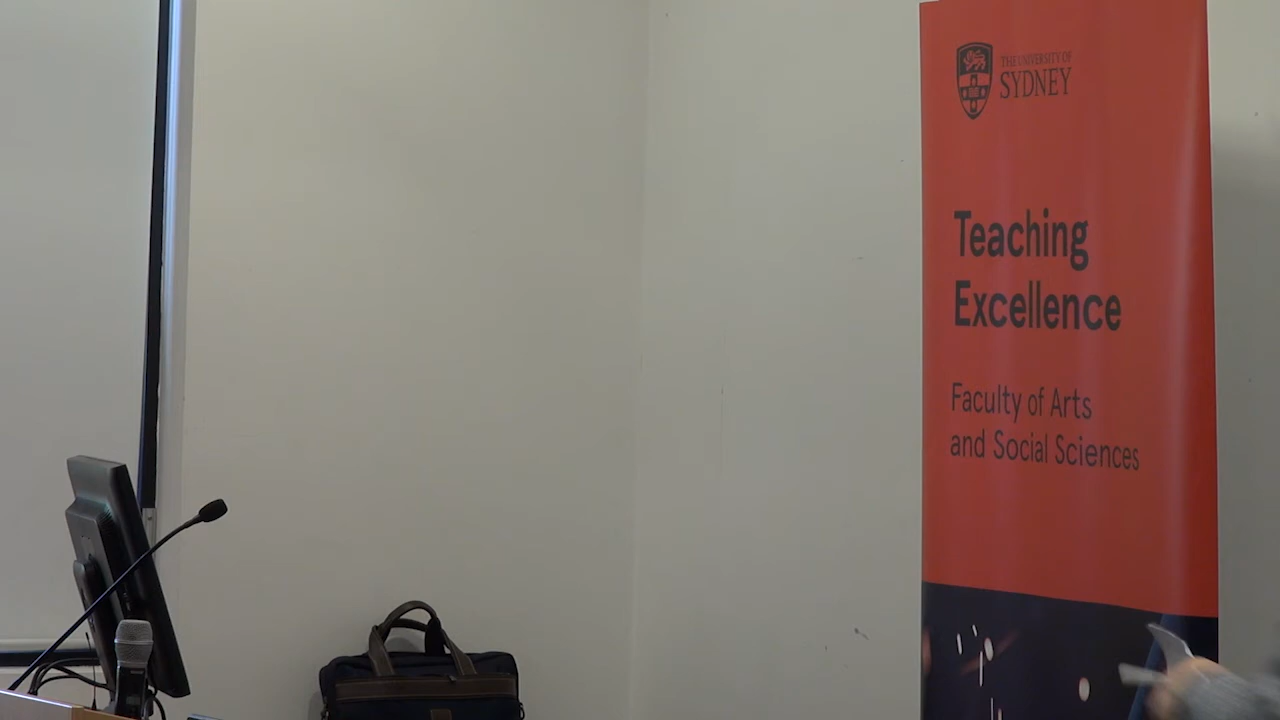 THE UNIVERSITY OF
SYDNEY
Teaching
Excellence
Faculty of Arts
and Social Sciences